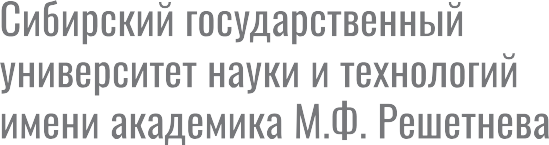 Сибирский государственный
университет науки и технологий
имени академика М.Ф. Решетнева